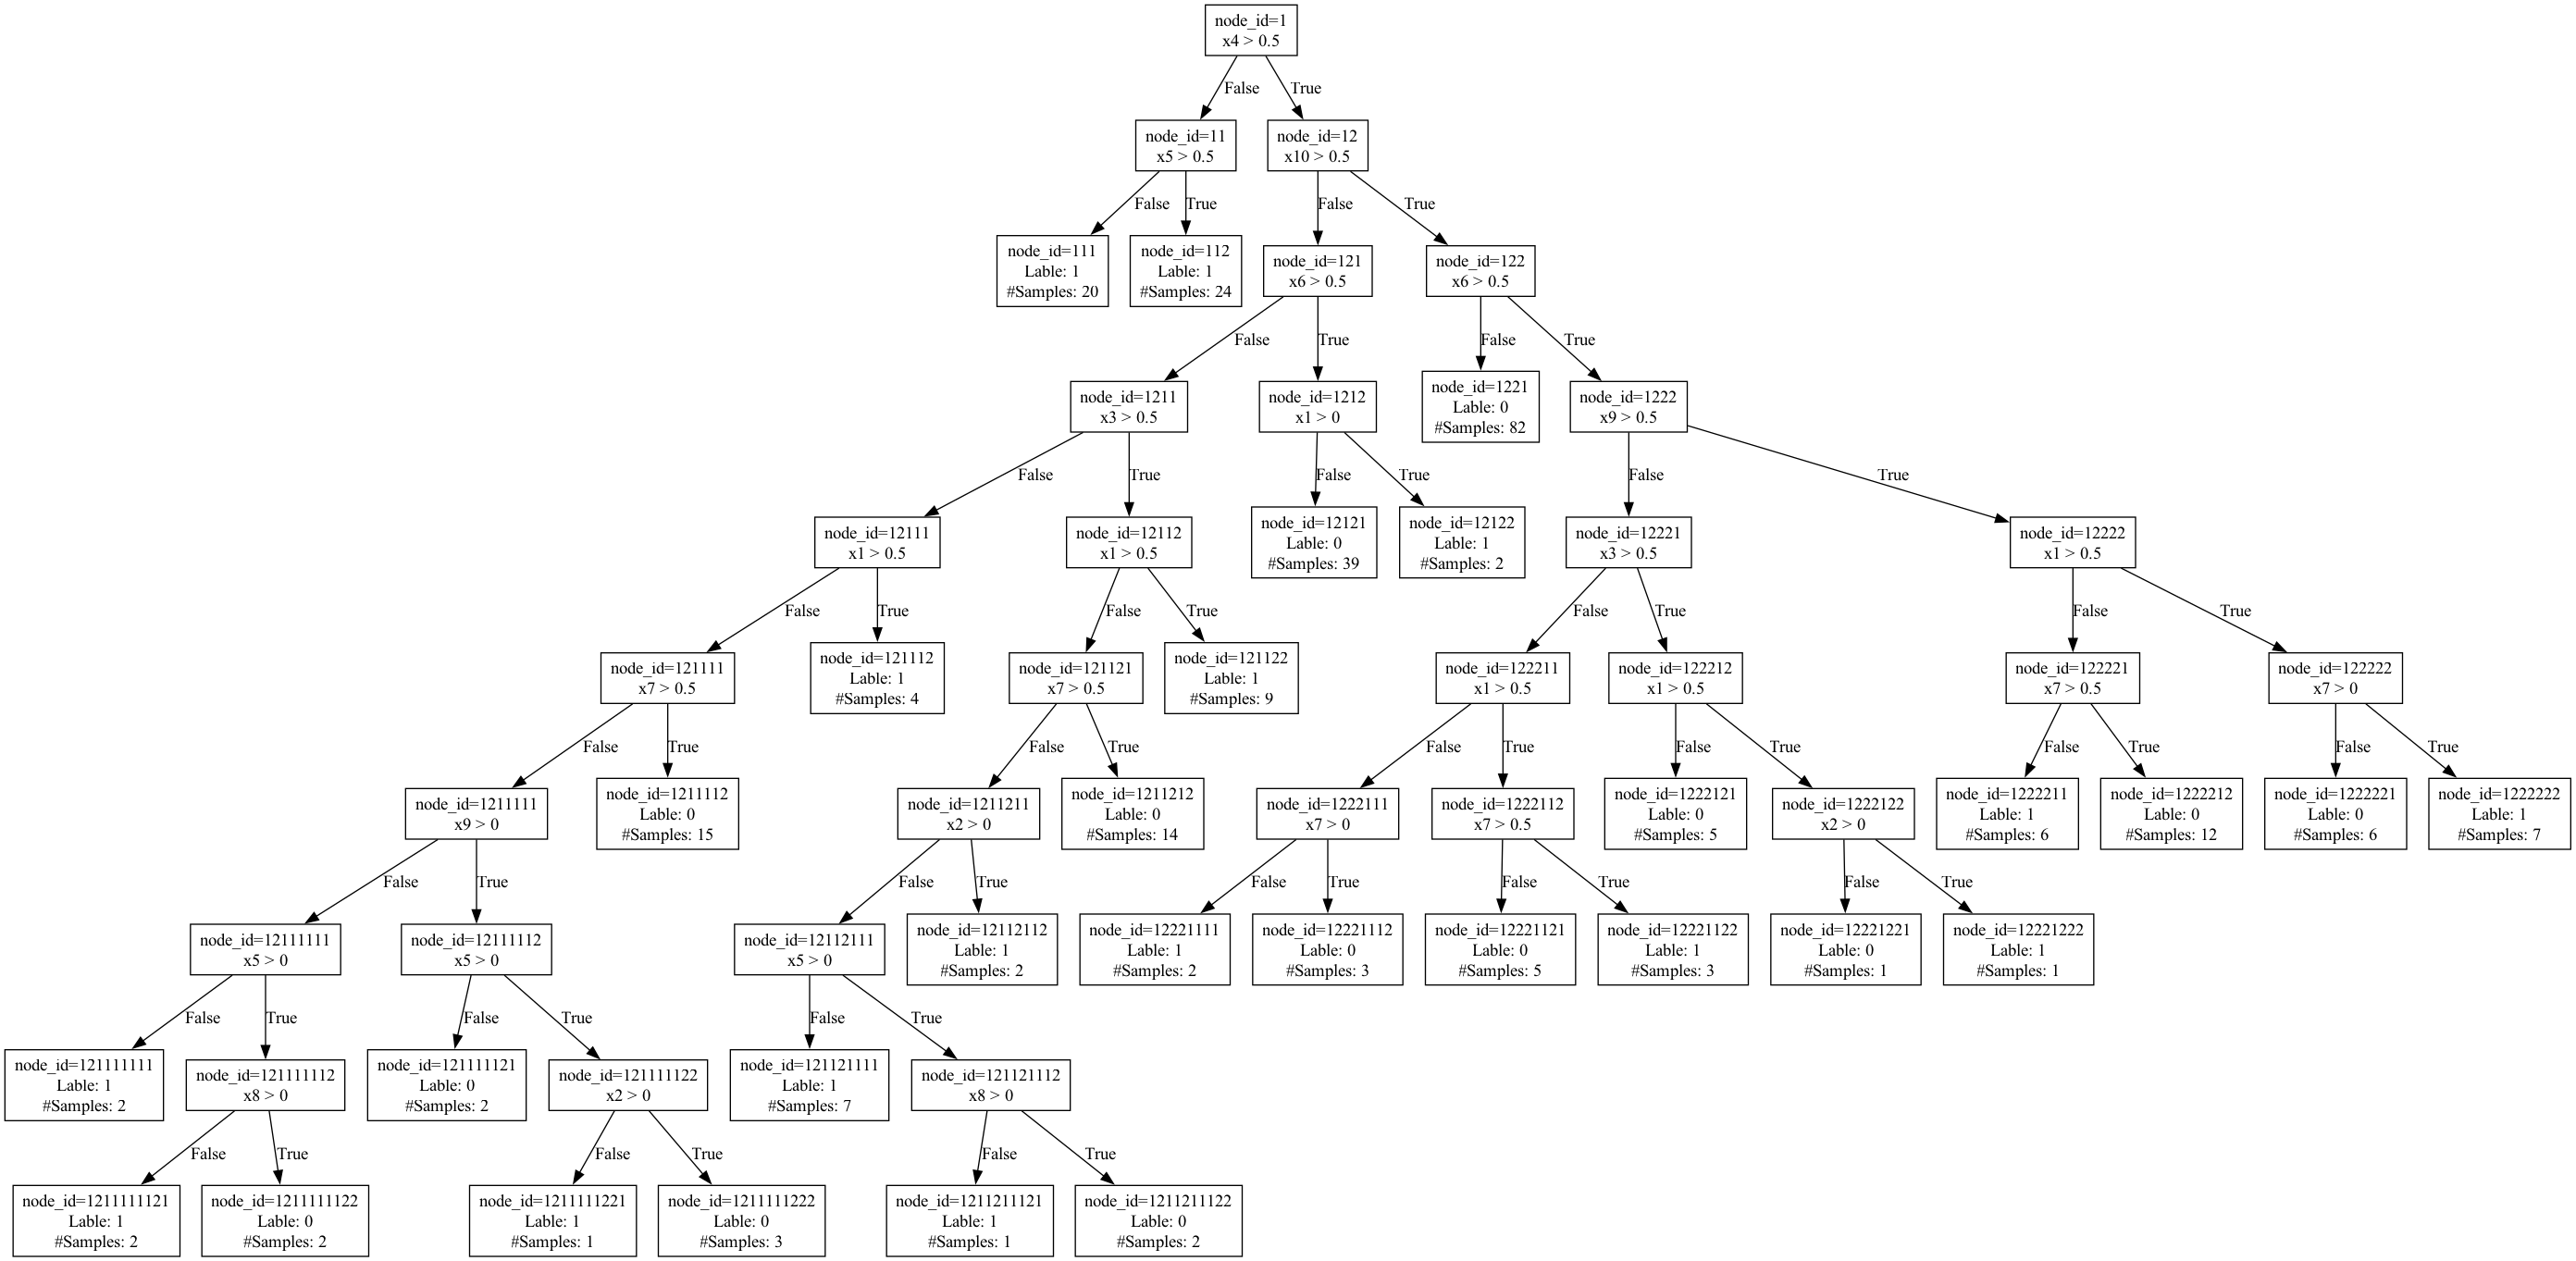 node_id=1
x4 > 0.5
False
True
node_id=11
x5 > 0.5
node_id=12
x10 > 0.5
False
True
False
True
node_id=111
Lable: 1
#Samples: 20
node_id=112
Lable: 1
#Samples: 24
node_id=121
x6 > 0.5
node_id=122
x6 > 0.5
False
True
False
True
node_id=1211
x3 > 0.5
node_id=1212
x1 > 0
node_id=1221
Lable: 0
#Samples: 82
node_id=1222
x9 > 0.5
False
True
False
True
False
True
node_id=12111
x1 > 0.5
node_id=12112
x1 > 0.5
node_id=12121
Lable: 0
#Samples: 39
node_id=12122
Lable: 1
#Samples: 2
node_id=12221
x3 > 0.5
node_id=12222
x1 > 0.5
False
True
False
True
False
True
False
True
node_id=121111
x7 > 0.5
node_id=121112
Lable: 1
#Samples: 4
node_id=121121
x7 > 0.5
node_id=121122
Lable: 1
#Samples: 9
node_id=122211
x1 > 0.5
node_id=122212
x1 > 0.5
node_id=122221
x7 > 0.5
node_id=122222
x7 > 0
False
True
False
True
False
True
False
True
False
True
False
True
node_id=1211111
x9 > 0
node_id=1211112
Lable: 0
#Samples: 15
node_id=1211211
x2 > 0
node_id=1211212
Lable: 0
#Samples: 14
node_id=1222111
x7 > 0
node_id=1222112
x7 > 0.5
node_id=1222121
Lable: 0
#Samples: 5
node_id=1222122
x2 > 0
node_id=1222211
Lable: 1
#Samples: 6
node_id=1222212
Lable: 0
#Samples: 12
node_id=1222221
Lable: 0
#Samples: 6
node_id=1222222
Lable: 1
#Samples: 7
False
True
False
True
False
True
False
True
False
True
node_id=12111111
x5 > 0
node_id=12111112
x5 > 0
node_id=12112111
x5 > 0
node_id=12112112
Lable: 1
#Samples: 2
node_id=12221111
Lable: 1
#Samples: 2
node_id=12221112
Lable: 0
#Samples: 3
node_id=12221121
Lable: 0
#Samples: 5
node_id=12221122
Lable: 1
#Samples: 3
node_id=12221221
Lable: 0
#Samples: 1
node_id=12221222
Lable: 1
#Samples: 1
False
True
False
True
False
True
node_id=121111111
Lable: 1
#Samples: 2
node_id=121111112
x8 > 0
node_id=121111121
Lable: 0
#Samples: 2
node_id=121111122
x2 > 0
node_id=121121111
Lable: 1
#Samples: 7
node_id=121121112
x8 > 0
False
True
False
True
False
True
node_id=1211111121
Lable: 1
#Samples: 2
node_id=1211111122
Lable: 0
#Samples: 2
node_id=1211111221
Lable: 1
#Samples: 1
node_id=1211111222
Lable: 0
#Samples: 3
node_id=1211211121
Lable: 1
#Samples: 1
node_id=1211211122
Lable: 0
#Samples: 2